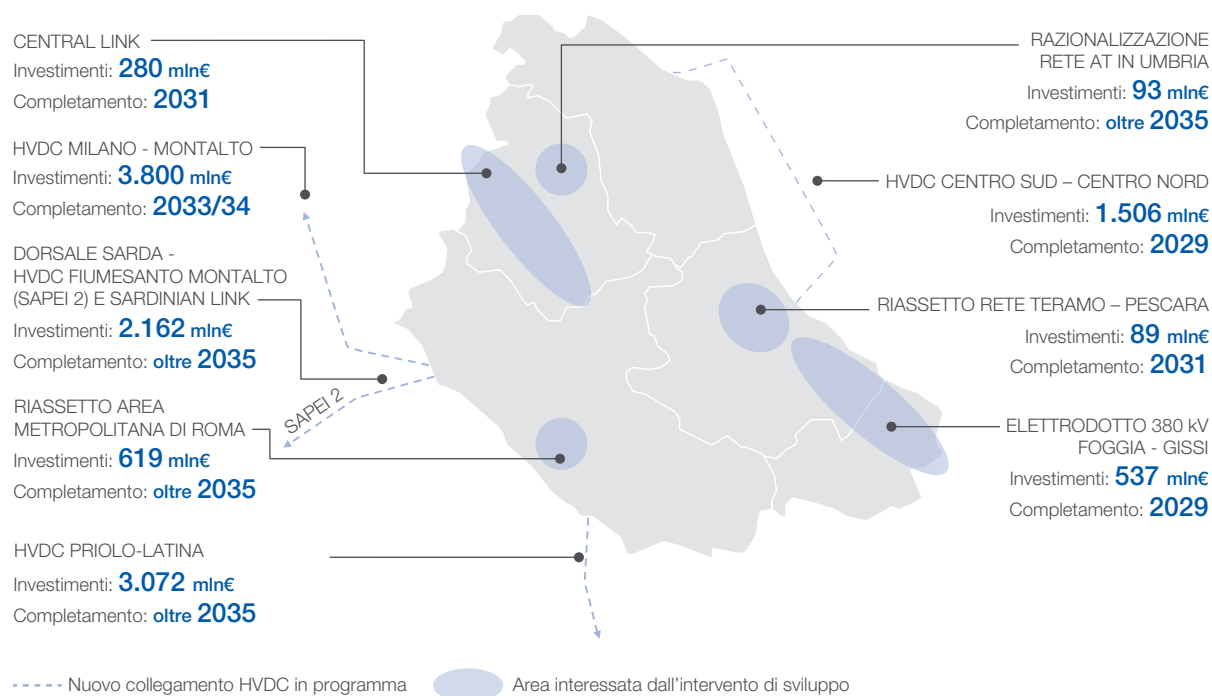 CENTRAL LINK
Investimenti: 280 mln€
Completamento: 2031
HVDC MILANO - MONTALTO
Investimenti: 3.800 mln€
Completamento: 2033/34
DORSALE SARDA -
HVDC FIUMESANTO MONTALTO
(SAPEI 2) E SARDINIAN LINK
Investimenti: 2.162 mln€
Completamento: oltre 2035
RIASSETTO AREA
METROPOLITANA DI ROMA
Investimenti: 619 mln€
Completamento: oltre 2035
HVDC PRIOLO-LATINA
Investimenti: 3.072 mln€
Completamento: oltre 2035
SAPEI 2
RAZIONALIZZAZIONE
RETE AT IN UMBRIA
Investimenti: 93 mln€
Completamento: oltre 2035
HVDC CENTRO SUD – CENTRO NORD
Investimenti: 1.506 mln€
Completamento: 2029
RIASSETTO RETE TERAMO – PESCARA
Investimenti: 89 mln€
Completamento: 2031
ELETTRODOTTO 380 kV
FOGGIA - GISSI
Investimenti: 537 mln€
Completamento: 2029
Nuovo collegamento HVDC in programma
Area interessata dall'intervento di sviluppo